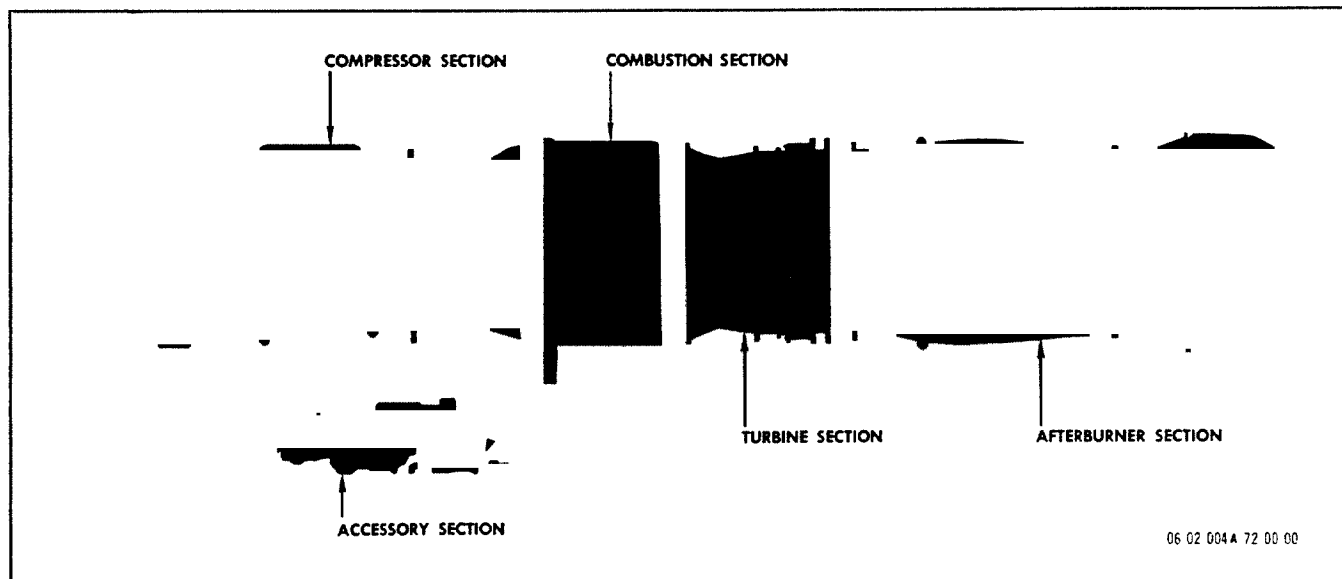 COMPRESSOR SECTION
COMBUSTION SECTION
TURBINE SECTION
AFTERBURNER SECTION
ACCESSORY SECTION
06 02 004A 72 00 00